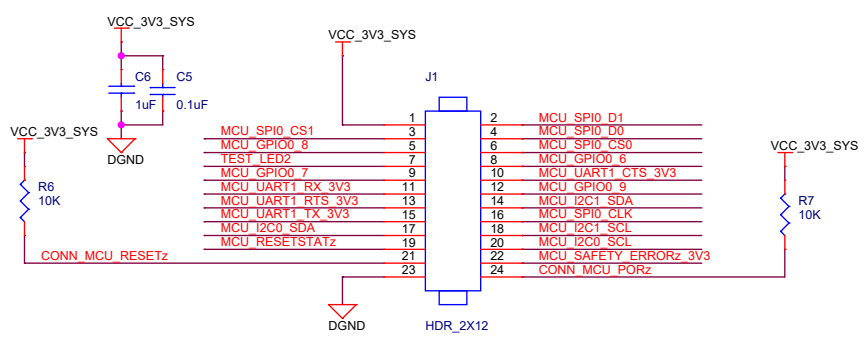 VCC_3V3_SYS
VCC_3V3_SYS
C6
C5
1uF
0.1uF
J1
DGND
VCC_3V3_SYS
R6
10K
VCC_3V3_SYS
R7
10K
1
2
MCU_SPI0_D1
MCU_SPI0_CS1
3
4
MCU_SPI0_D0
MCU_GPIO0_8
5
6
MCU_SPI0_CS0
TEST_LED2
7
8
MCU_GPIO0_6
MCU_GPIO0_7
9
10
MCU_UART1_CTS_3V3
MCU_UART1_RX_3V3
11
12
MCU_GPIO0_9
MCU_UART1_RTS_3V3
13
14
MCU_I2C1_SDA
MCU_UART1_TX_3V3
15
16
MCU_SPI0_CLK
MCU_I2C0_SDA
17
18
MCU_I2C1_SCL
MCU_RESETSTATz
19
20
MCU_I2C0_SCL
CONN_MCU_RESETz
21
22
MCU_SAFETY_ERRORz_3V3
23
24
CONN_MCU_PORz
DGND
HDR_2X12